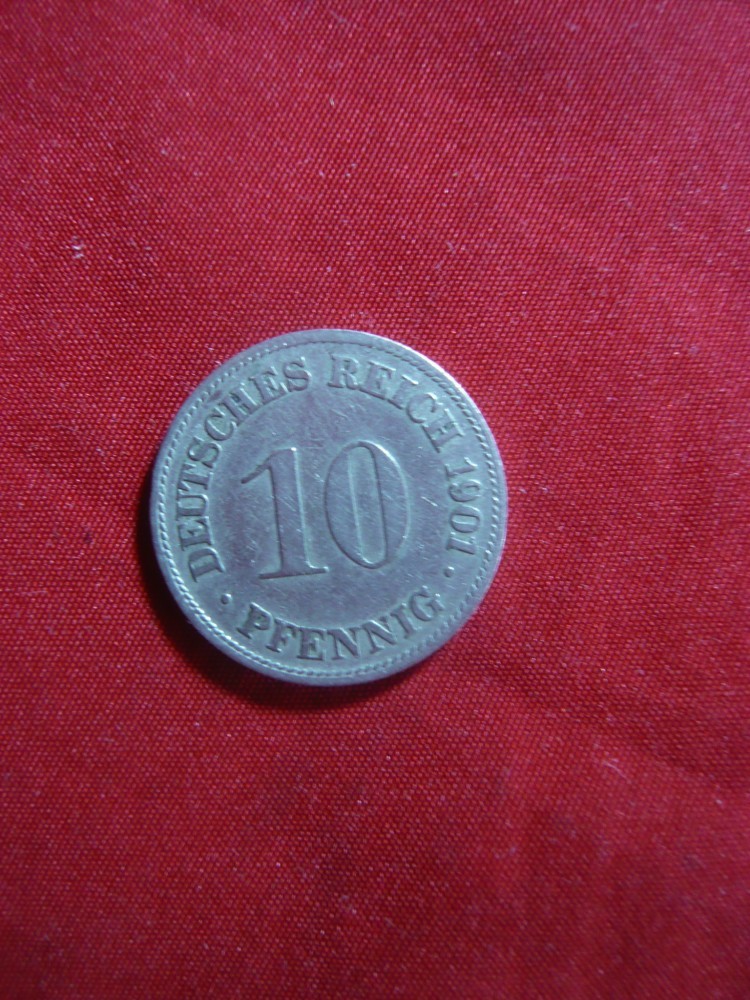 DEUTSCHES REICH 1901
10
· PFENNIG ·